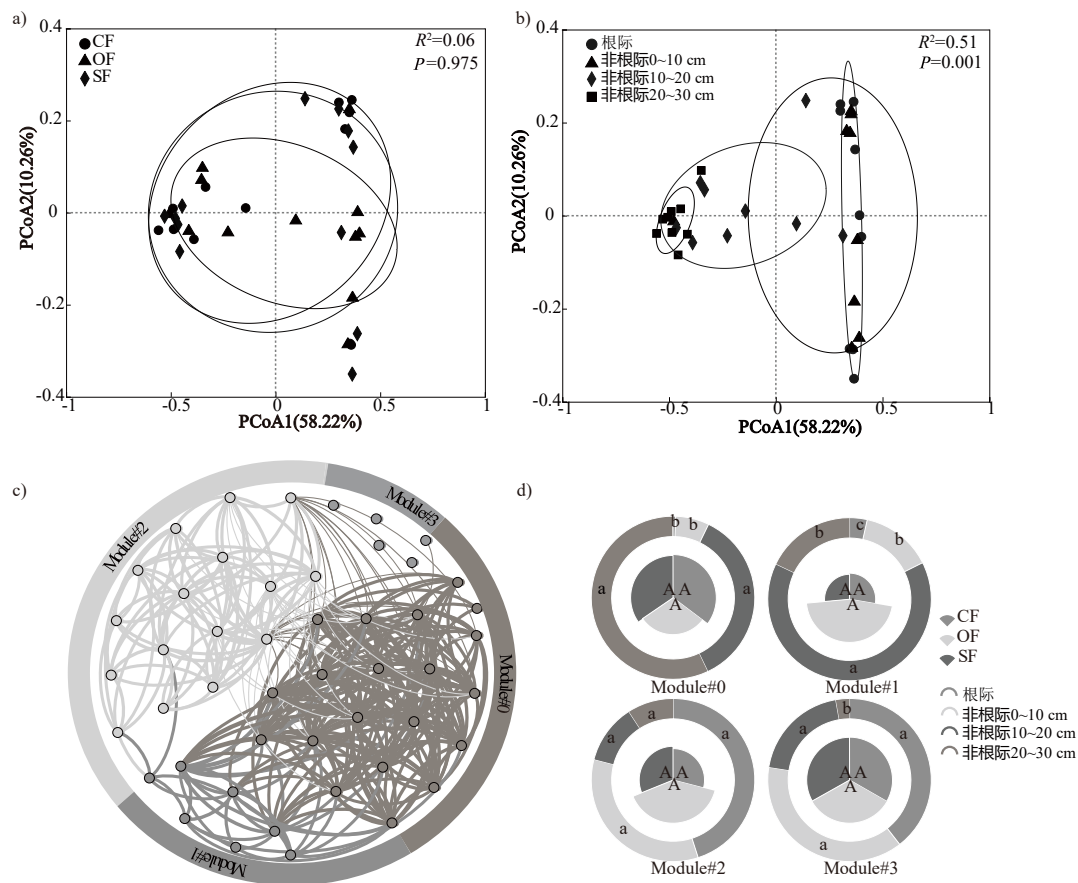 a)
0.4
CF
OF
SF
R²=0.06
P=0.975
0.2
0
-0.2
-0.4
PCoA2(10.26%)
-1
-0.5
0
0.5
1
PCoA1(58.22%)
b)
0.4
根际
非根际0~10 cm
非根际10~20 cm
非根际20~30 cm
R²=0.51
P=0.001
0.2
0
-0.2
-0.4
PCoA2(10.26%)
-1
-0.5
0
0.5
1
PCoA1(58.22%)
c)
Module#3
Module#2
Module#0
Module#1
d)
b
b
a
a
A A
A
Module#0
b
c
b
a
A A
A
Module#1
a
a
a
a
A A
A
Module#2
a
b
a
a
A A
A
Module#3
CF
OF
SF
根际
非根际0~10 cm
非根际10~20 cm
非根际20~30 cm